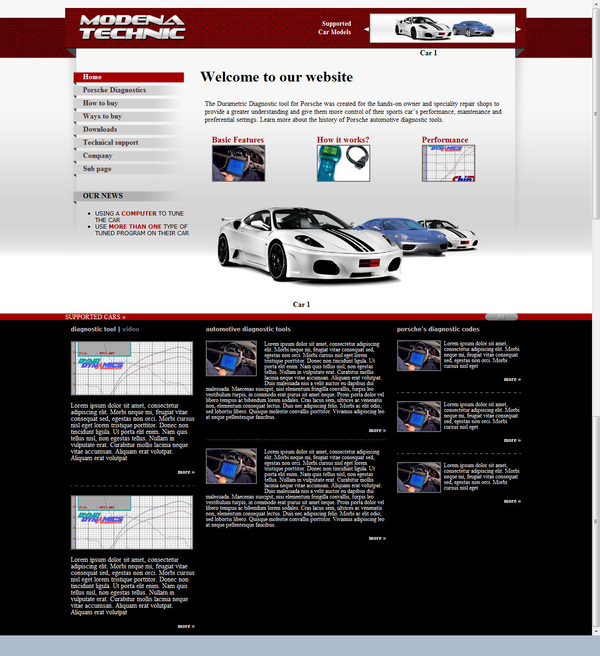 MODENA
TECHNIC
Supported
Car Models
Car 1
Home
Porsche Diagnostics
How to buy
Ways to buy
Downloads
Technical support
Company
Sub page
OUR NEWS
USING A COMPUTER TO TUNE
THE CAR
USE MORE THAN ONE TYPE OF
TUNED PROGRAM ON THEIR CAR
Welcome to our website
The Durametric Diagnostic tool for Porsche was created for the hands-on owner and speciality repair shops to
provide a greater understanding and give them more control of their sports car's performance, maintenance and
preferential settings. Learn more about the history of Porsche automotive diagnostic tools.
Basic Features
How it works?
Performance
Car 1
SUPPORTED CARS »
diagnostic tool | video
DYNO
DYNAMICS
Lorem ipsum dolor sit amet, consectetur
adipiscing elit. Morbi neque mi, feugiat vitae
consequat sed, egestas non orci. Morbi cursus
nisl eget lorem tristique porttitor. Donec non
tincidunt ligula. Ut porta elit enim. Nam quis
tellus nisl, non egestas tellus. Nullam in
vulputate erat. Curabitur mollis lacinia
neque vitae accumsan. Aliquam erat volutpat.
Aliquam erat volutpat
more »
DYNO
DYNAMICS
Lorem ipsum dolor sit amet, consectetur
adipiscing elit. Morbi neque mi, feugiat vitae
consequat sed, egestas non orci. Morbi cursus
nisl eget lorem tristique porttitor. Donec non
tincidunt ligula. Ut porta elit enim. Nam quis
tellus nisl, non egestas tellus. Nullam in
vulputate erat. Curabitur mollis lacinia neque
vitae accumsan. Aliquam erat volutpat.
Aliquam erat volutpat
more »
automotive diagnostic tools
Lorem ipsum dolor sit amet, consectetur adipiscing
elit. Morbi neque mi, feugiat vitae consequat sed,
egestas non orci. Morbi cursus nisl eget lorem
tristique porttitor. Donec non tincidunt ligula. Ut
porta elit enim. Nam quis tellus nisl, non egestas
tellus. Nullam in vulputate erat. Curabitur mollis
lacinia neque vitae accumsan. Aliquam erat volutpat.
Duis malesuada nisi a velit auctor eu dapibus dui
malesuada. Maecenas suscipit, nisi elementum fringilla convallis, turpis leo
vestibulum turpis, in commodo erat purus sit amet neque. Proin porta dolor vel
libero tempus ac bibendum lorem sodales. Cras lacus sem, ultrices ac venenatis
non, elementum consequat lectus. Duis ac leo sit amet dolores. Morbi ac elit odio,
sed lobortis libero. Quisque molestie convallis porttitor. Vivamus adipiscing leo
at neque pellentesque faucibus.
more »
Lorem ipsum dolor sit amet, consectetur adipiscing
elit. Morbi neque mi, feugiat vitae consequat sed,
egestas non orci. Morbi cursus nisl eget lorem
tristique porttitor. Donec non tincidunt ligula. Ut
porta elit enim. Nam quis tellus nisl, non egestas
tellus. Nullam in vulputate erat. Curabitur mollis
lacinia neque vitae accumsan. Aliquam erat volutpat.
Duis malesuada nisi a velit auctor eu dapibus dui
malesuada. Maecenas suscipit, nisi elementum fringilla convallis, turpis leo
vestibulum turpis, in commodo erat purus sit amet neque. Proin porta dolor vel
libero tempus ac bibendum lorem sodales. Cras lacus sem, ultrices ac venenatis
non, elementum consequat lectus.
more »
porsche's diagnostic codes
Lorem ipsum dolor sit amet,
consectetur adipiscing elit.
Morbi neque mi, feugiat
vitae consequat sed, egestas
non orci. Morbi cursus
nisl eget
more »
Lorem ipsum dolor sit amet,
consectetur adipiscing elit.
Morbi neque mi, feugiat
vitae consequat sed,
egestas non orci. Morbi
cursus nisl eget
more »
Lorem ipsum dolor sit amet,
consectetur adipiscing elit.
Morbi neque mi, feugiat
vitae consequat sed,
egestas non orci. Morbi
cursus nisl eget
more »